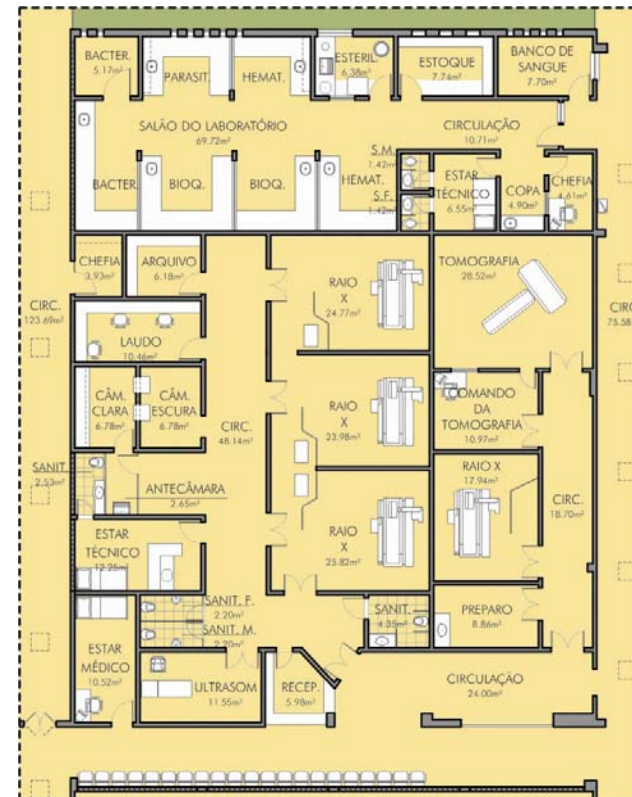 BACTER.
5.17m²
PARASIT.
HEMAT.
ESTERIL.
6.38m²
ESTOQUE
7.74m²
BANCO DE
SANGUE
7.70m²
SALÃO DO LABORATÓRIO
69.72m²
CIRCULAÇÃO
10.71m²
S.M.
1.42m²
BACTER.
BIOQ.
BIOQ.
HEMAT.
S.F.
1.42m²
ESTAR
TÉCNICO
6.55m²
COPA
4.90m²
CHEFIA
4.61m²
CHEFIA
3.93m²
ARQUIVO
6.18m²
RAIO
X
24.77m²
TOMOGRAFIA
28.52m²
CIRC.
123.69m²
CIRC
75.58
LAUDO
10.46m²
CÂM.
CLARA
6.78m²
CÂM.
ESCURA
6.78m²
CIRC.
48.14m²
RAIO
X
23.98m²
COMANDO
DA
TOMOGRAFIA
10.97m²
SANIT.
2.53m²
ANTECÂMARA
2.65m²
RAIO X
17.94m²
CIRC.
18.70m²
ESTAR
TÉCNICO
12.25m²
RAIO
X
25.82m²
SANIT. F.
2.20m²
SANIT. M.
2.20m²
SANIT.
4.35m²
PREPARO
8.86m²
ESTAR
MÉDICO
10.52m²
ULTRASOM
11.55m²
RECEP.
5.98m²
CIRCULAÇÃO
24.00m²